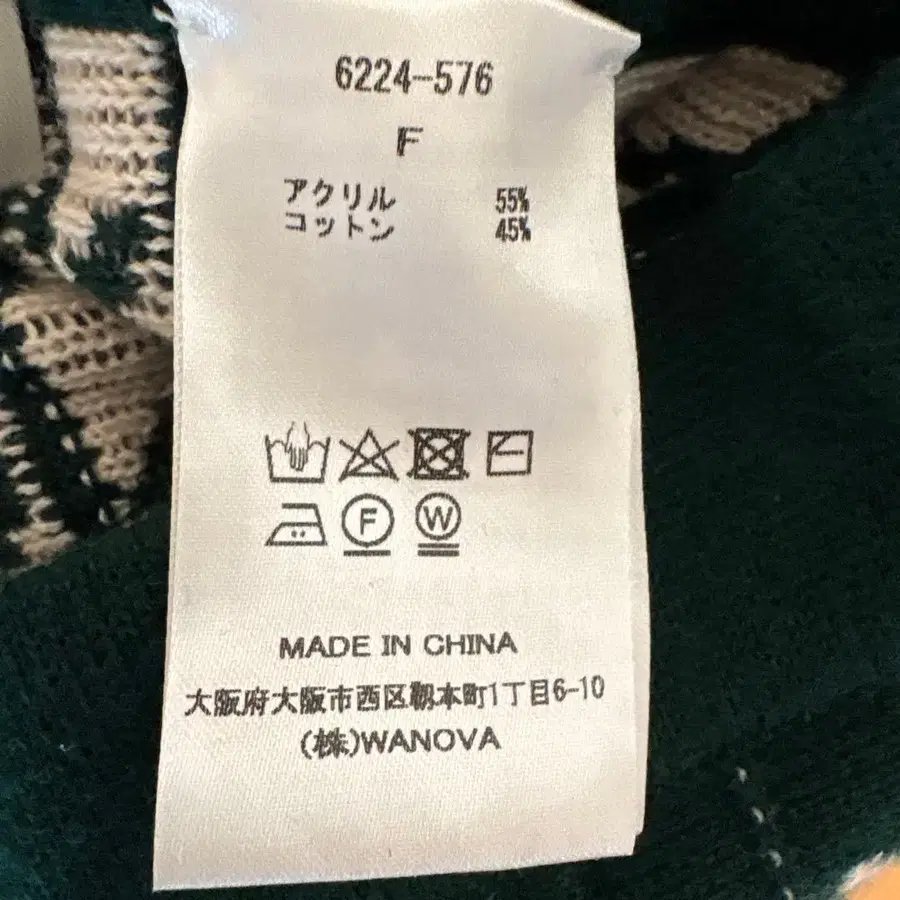 6224-576
F
アクリル 55%
コットン 45%
F W
MADE IN CHINA
大阪府大阪市西区靱本町1丁目6-10
(株)WANOVA